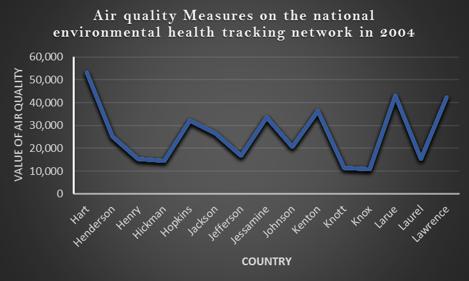 Air quality Measures on the national
environmental health tracking network in 2004
VALUE OF AIR QUALITY
60,000
50,000
40,000
30,000
20,000
10,000
0
Hart
Henderson
Henry
Hickman
Hopkins
Jackson
Jefferson
Jessamine
Johnson
Kenton
Knott
Knox
Larue
Laurel
Lawrence
COUNTRY